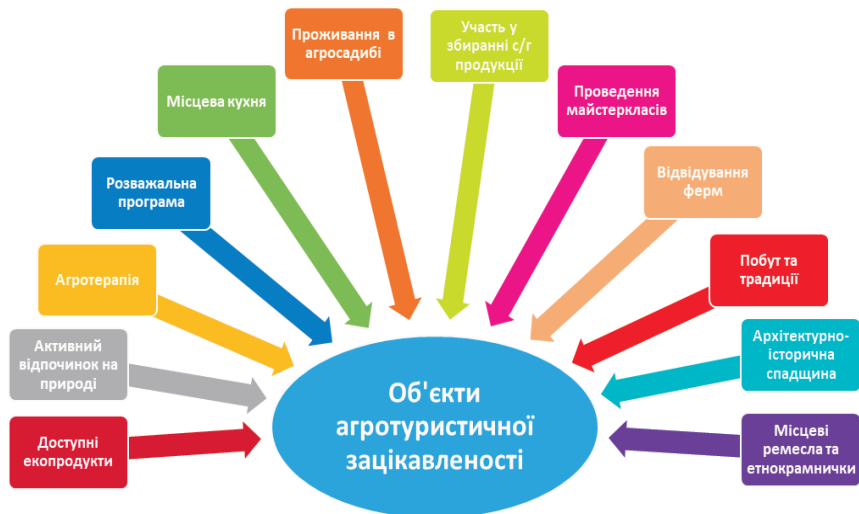 Проживання в
агросадибі
Участь у
збиранні с/г
продукції
Місцева кухня
Проведення
майстеркласів
Розважальна
програма
Відвідування
ферм
Агротерапія
Побут та
традиції
Активний
відпочинок на
природі
Архітектурно-
історична
спадщина
Доступні
екопродукти
Місцеві
ремесла та
етнокрамнички
Об'єкти
агротуристичної
зацікавленості